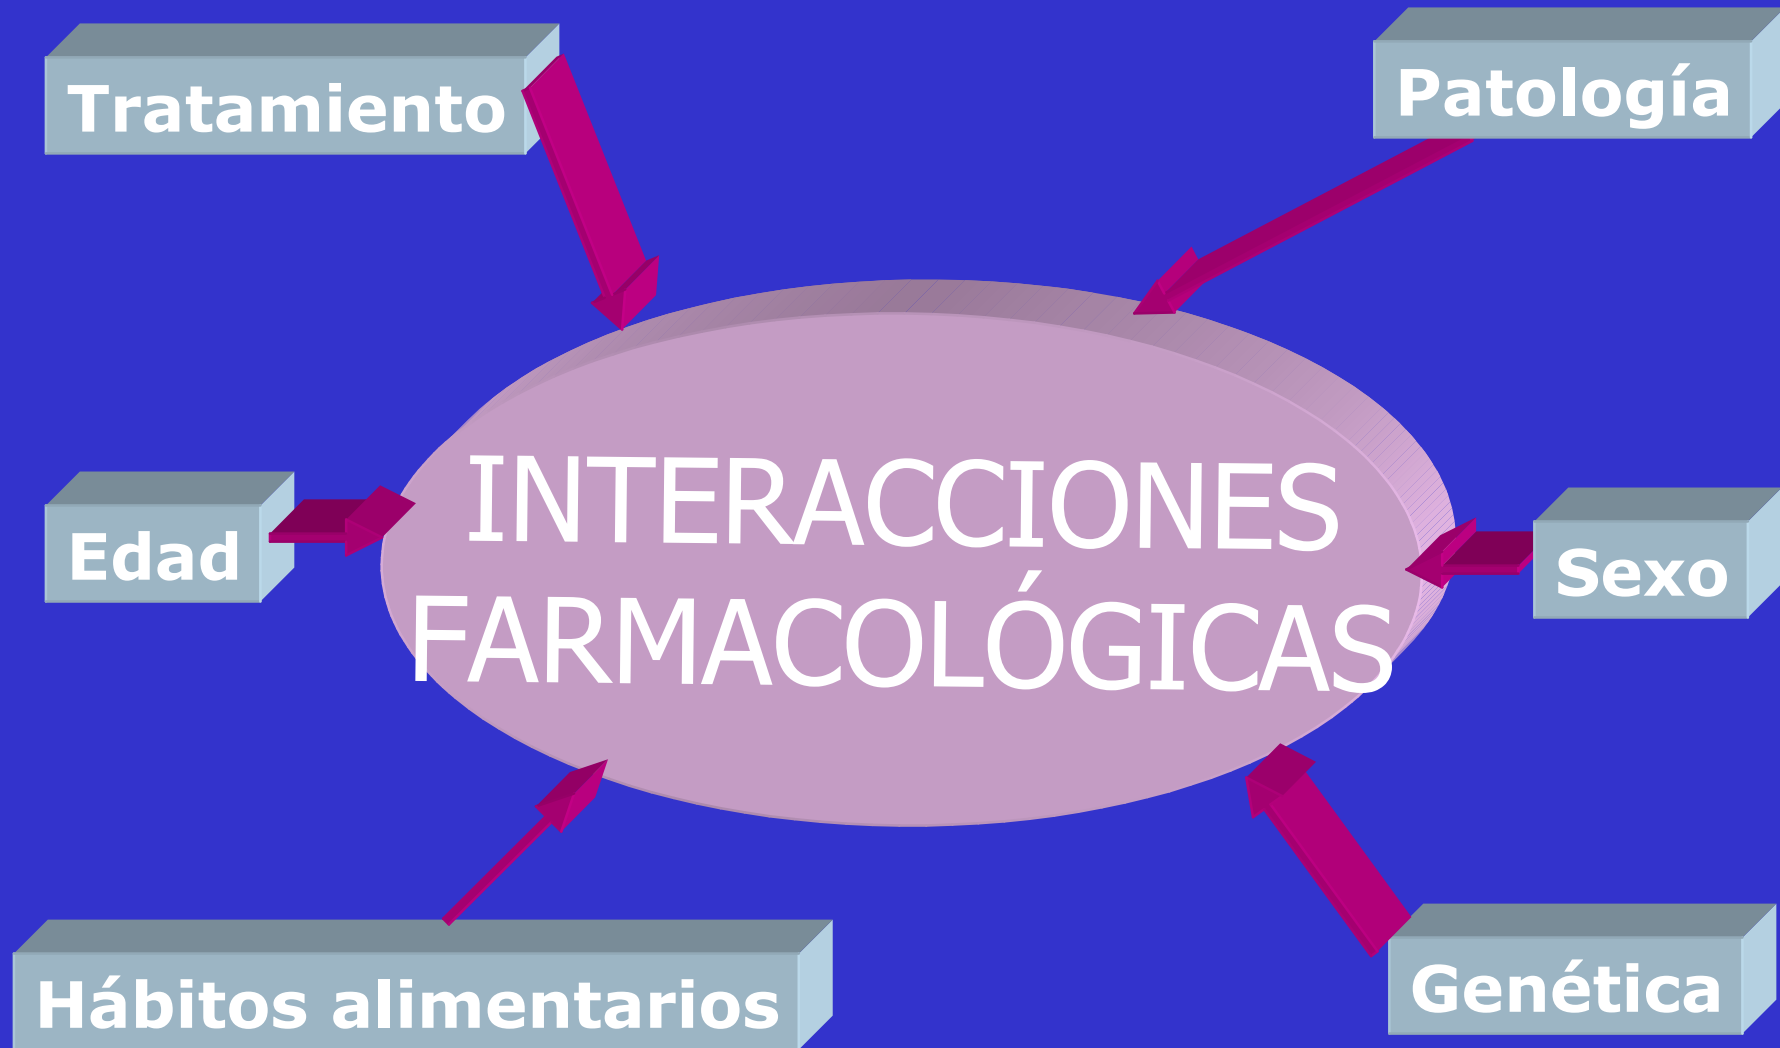 Tratamiento
Patología
INTERACCIONES
FARMACOLÓGICAS
Edad
Sexo
Hábitos alimentarios
Genética